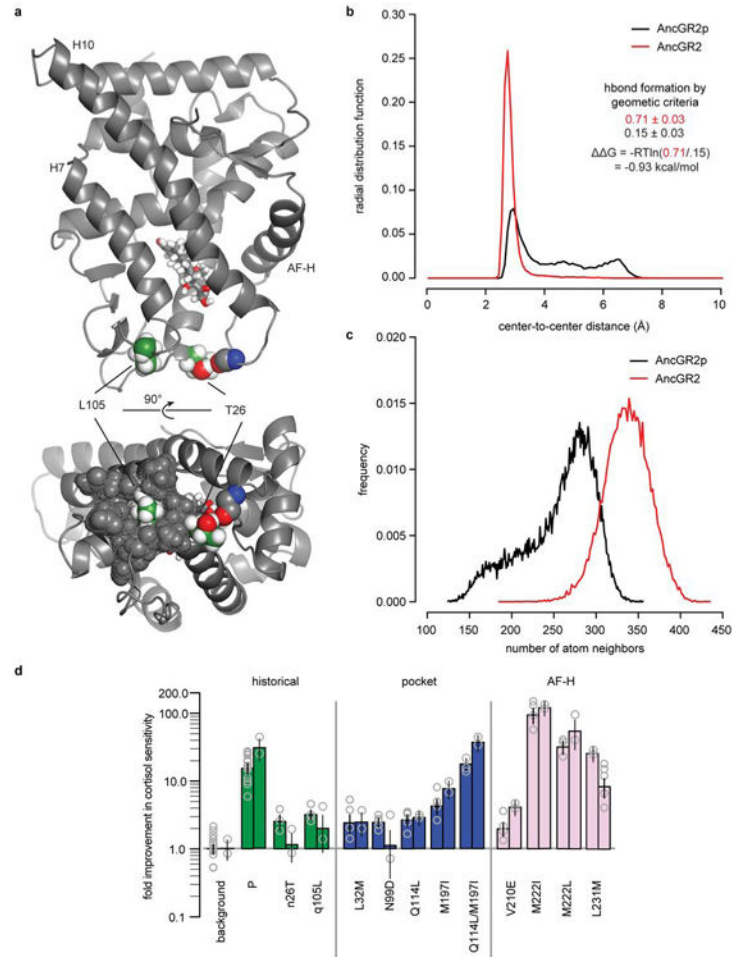 a
H10
H7
AF-H
L105
90°
T26
b
0.30
0.25
0.20
0.15
0.10
0.05
0.00
radial distribution function
AncGR2p
AncGR2
hbond formation by
geometic criteria
0.71 ± 0.03
0.15 ± 0.03
ΔΔG = -RTln(0.71/.15)
= -0.93 kcal/mol
0 2 4 6 8 10
center-to-center distance (Å)
c
0.020
0.015
0.010
0.005
0.000
frequency
AncGR2p
AncGR2
100 150 200 250 300 350 400 450
number of atom neighbors
d
historical pocket AF-H
fold improvement in cortisol sensitivity
200.0
100.0
10.0
1.0
0.1
background
P
n26T
q105L
L32M
N99D
Q114L
M197I
Q114L/M197I
V210E
M222I
M222L
L231M